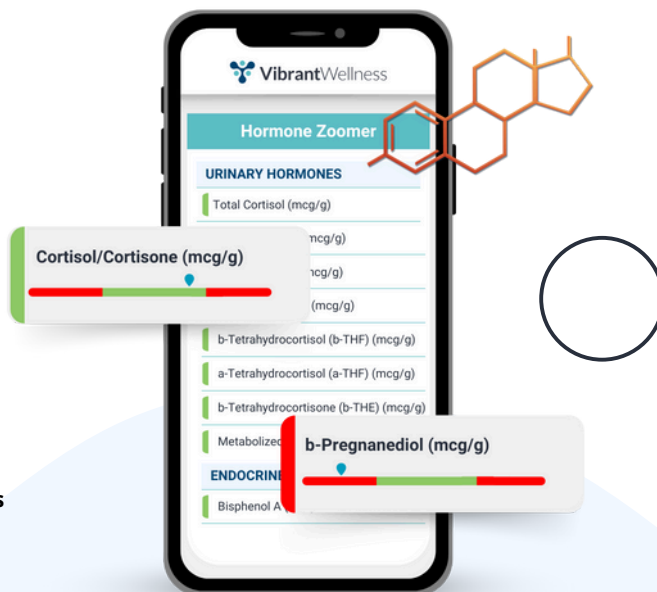 VibrantWellness
Hormone Zoomer
URINARY HORMONES
Total Cortisol (mcg/g)
mcg/g)
Cortisol/Cortisone (mcg/g)
cg/g)
(mcg/g)
b-Tetrahydrocortisol (b-THF) (mcg/g)
a-Tetrahydrocortisol (a-THF) (mcg/g)
b-Tetrahydrocortisone (b-THE) (mcg/g)
Metabolized
b-Pregnanediol (mcg/g)
ENDOCRINE
Bisphenol A
s